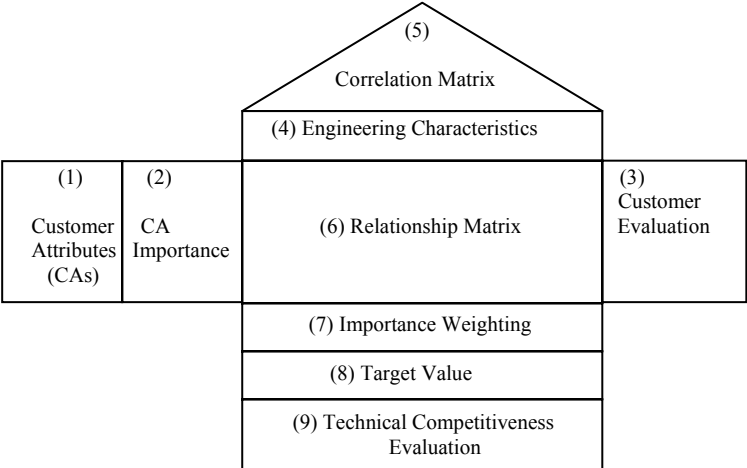 (5)
Correlation Matrix
(4) Engineering Characteristics
(1)
Customer
Attributes
(CAs)
(2)
CA
Importance
(6) Relationship Matrix
(3)
Customer
Evaluation
(7) Importance Weighting
(8) Target Value
(9) Technical Competitiveness
Evaluation